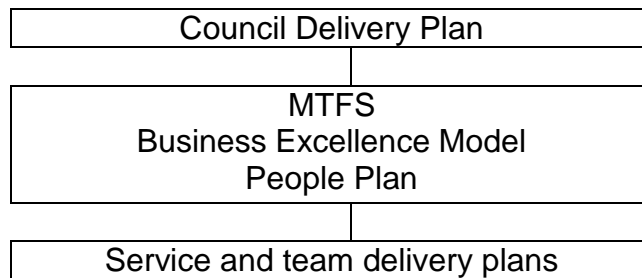 Council Delivery Plan
MTFS
Business Excellence Model
People Plan
Service and team delivery plans